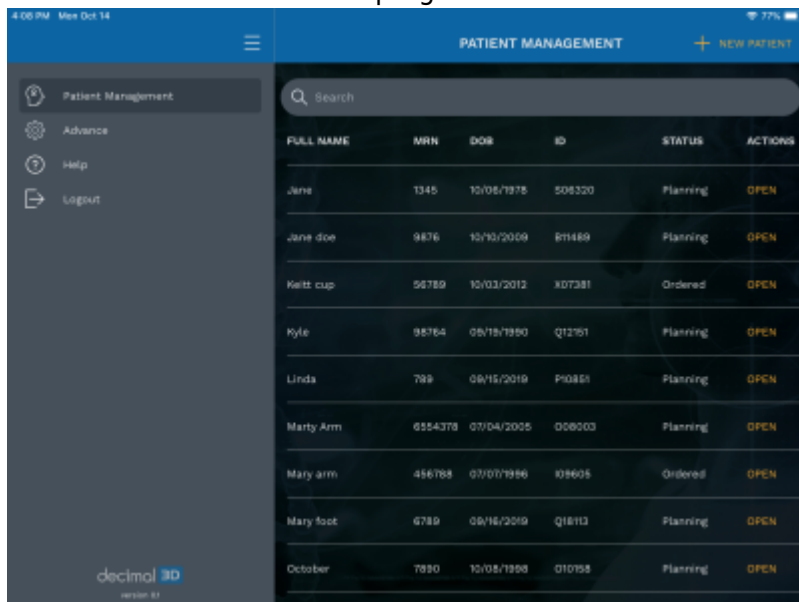 4:08 PM Mon Oct 14
77%
PATIENT MANAGEMENT
NEW PATIENT
Patient Management
Advance
Help
Logout
Search
FULL NAME MRN DOB ID STATUS ACTIONS
Jane 1345 10/06/1978 S06320 Planning OPEN
Jane doe 9876 10/10/2009 B11489 Planning OPEN
Keitt cup 56789 10/03/2012 X07381 Ordered OPEN
Kyle 98764 09/19/1990 Q12151 Planning OPEN
Linda 789 09/15/2019 P10851 Planning OPEN
Marty Arm 6554378 07/04/2005 O08003 Planning OPEN
Mary arm 456788 07/07/1996 I09605 Ordered OPEN
Mary foot 6789 09/16/2019 Q18113 Planning OPEN
October 7890 10/08/1998 O10158 Planning OPEN
decimal 3D
version